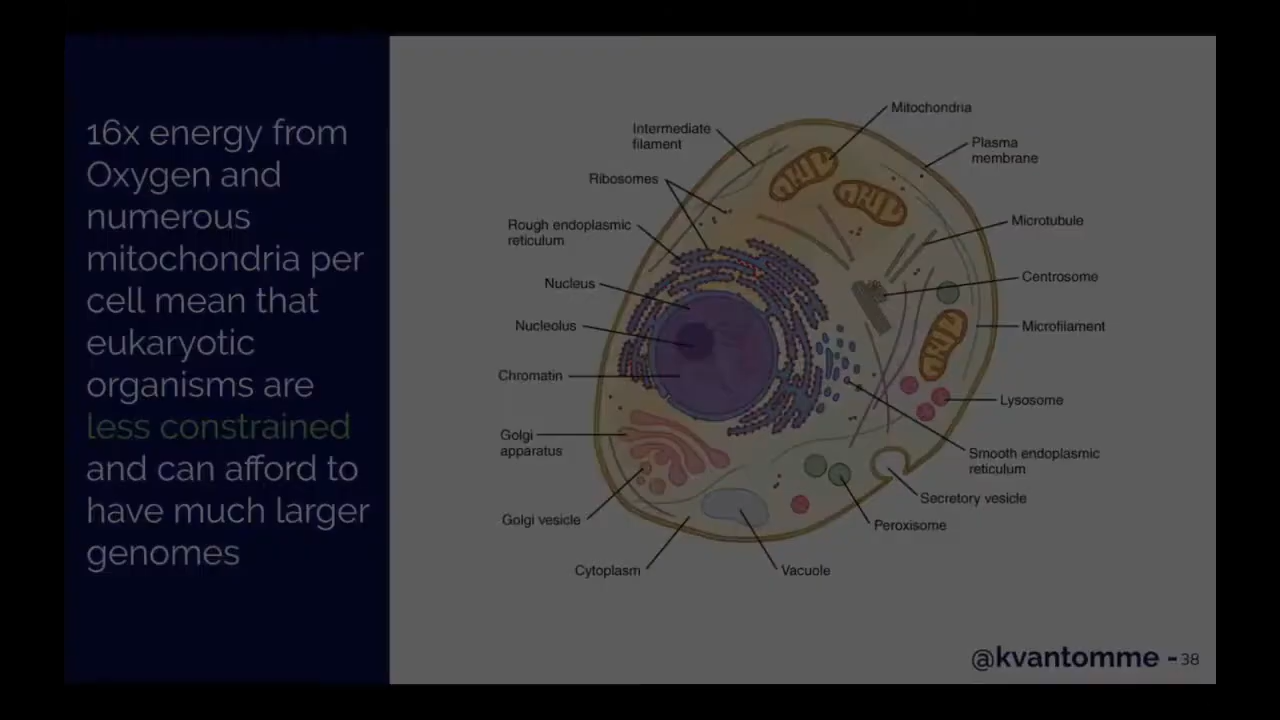 16x energy from
Oxygen and
numerous
mitochondria per
cell mean that
eukaryotic
organisms are
less constrained
and can afford to
have much larger
genomes
Mitochondria
Intermediate
filament
Plasma
membrane
Ribosomes
Microtubule
Rough endoplasmic
reticulum
Centrosome
Nucleus
Nucleolus
Microfilament
Chromatin
Lysosome
Golgi
apparatus
Smooth endoplasmic
reticulum
Secretory vesicle
Golgi vesicle
Peroxisome
Cytoplasm
Vacuole
@kvantomme - 38